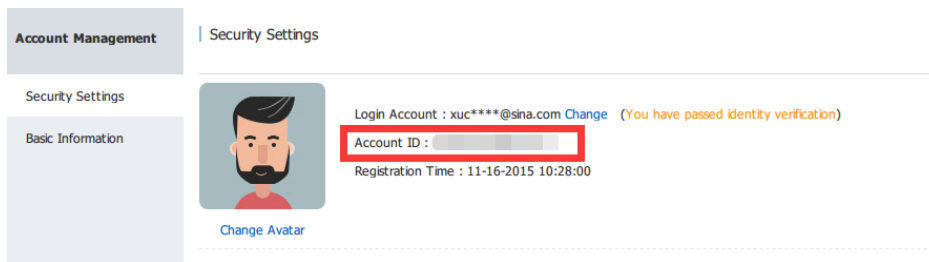 Account Management
Security Settings
Basic Information
Security Settings
Login Account : xuc****@sina.com Change (You have passed identity verification)
Account ID :
Registration Time : 11-16-2015 10:28:00
Change Avatar